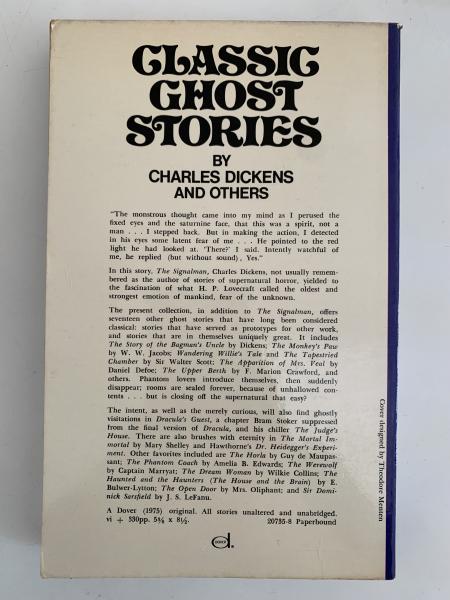 CLASSIC
GHOST
STORIES
BY
CHARLES DICKENS
AND OTHERS
"The monstrous thought came into my mind as I perused the
fixed eyes and the saturnine face, that this was a spirit, not a
man . . . I stepped back. But in making the action, I detected
in his eyes some latent fear of me . . . He pointed to the red
light he had looked at. 'There?' I said. Intently watchful of
me, he replied (but without sound), Yes."
In this story, The Signalman, Charles Dickens, not usually remem-
bered as the author of stories of supernatural horror, yielded to
the fascination of what H. P. Lovecraft called the oldest and
strongest emotion of mankind, fear of the unknown.
The present collection, in addition to The Signalman, offers
seventeen other ghost stories that have long been considered
classical: stories that have served as prototypes for other work,
and stories that are in themselves uniquely great. It includes
The Story of the Bagman's Uncle by Dickens; The Monkey's Paw
by W. W. Jacobs; Wandering Willie's Tale and The Tapestried
Chamber by Sir Walter Scott; The Apparition of Mrs. Veal by
Daniel Defoe; The Upper Berth by F. Marion Crawford, and
others. Phantom lovers introduce themselves, then suddenly
disappear; rooms are sealed forever, because of unhallowed con-
tents . . . but is closing off the supernatural that easy?
The intent, as well as the merely curious, will also find ghostly
visitations in Dracula's Guest, a chapter Bram Stoker suppressed
from the final version of Dracula, and his chiller The Judge's
House. There are also brushes with eternity in The Mortal Im-
mortal by Mary Shelley and Hawthorne's Dr. Heidegger's Experi-
ment. Other favorites included are The Horla by Guy de Maupas-
sant; The Phantom Coach by Amelia B. Edwards; The Werewolf
by Captain Marryat; The Dream Woman by Wilkie Collins; The
Haunted and the Haunters (The House and the Brain) by E.
Bulwer-Lytton; The Open Door by Mrs. Oliphant; and Sir Domi-
nick Sarsfield by J. S. LeFanu.
A Dover (1975) original. All stories unaltered and unabridged.
vi + 330pp. 5⅜ x 8½. 20735-8 Paperbound
DOVER d.
Cover designed by Theodore Menten